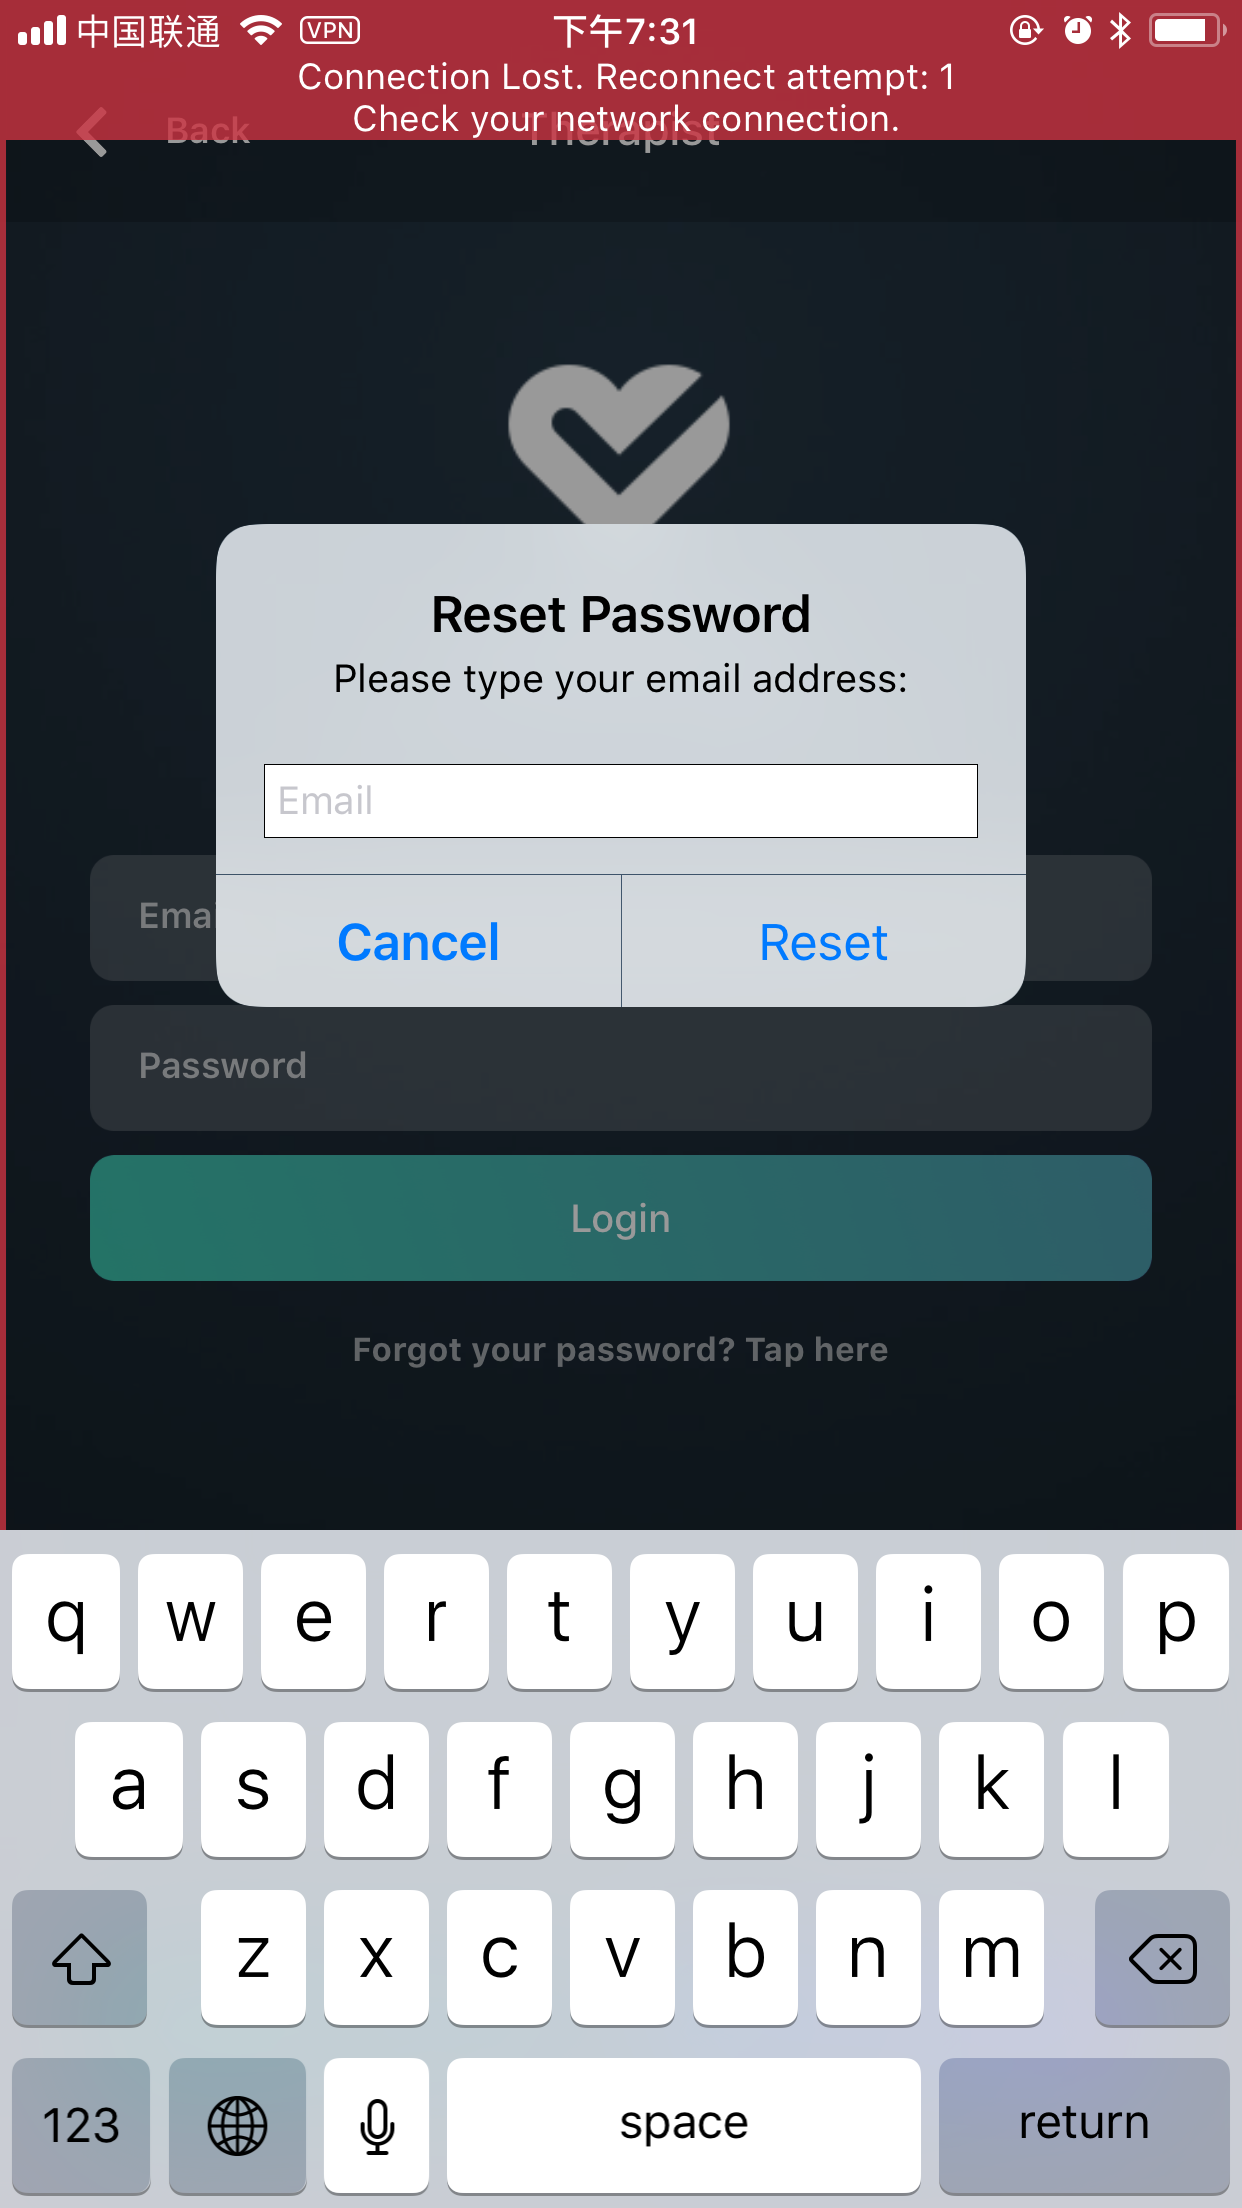 中国联通 VPN 下午7:31
Connection Lost. Reconnect attempt: 1
Check your network connection.
Back Therapist
Reset Password
Please type your email address:
Email
Cancel Reset
Emai
Password
Login
Forgot your password? Tap here
q w e r t y u i o p
a s d f g h j k l
z x c v b n m
123 space return